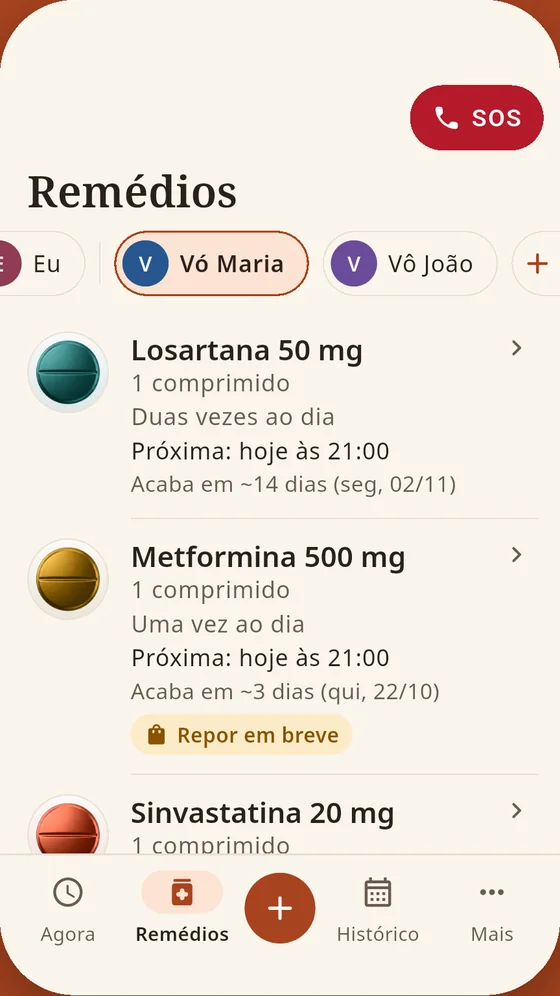 SOS
Remédios
E Eu
V Vó Maria
V Vô João
Losartana 50 mg
1 comprimido
Duas vezes ao dia
Próxima: hoje às 21:00
Acaba em ~14 dias (seg, 02/11)
Metformina 500 mg
1 comprimido
Uma vez ao dia
Próxima: hoje às 21:00
Acaba em ~3 dias (qui, 22/10)
Repor em breve
Sinvastatina 20 mg
1 comprimido
Agora
Remédios
Histórico
Mais